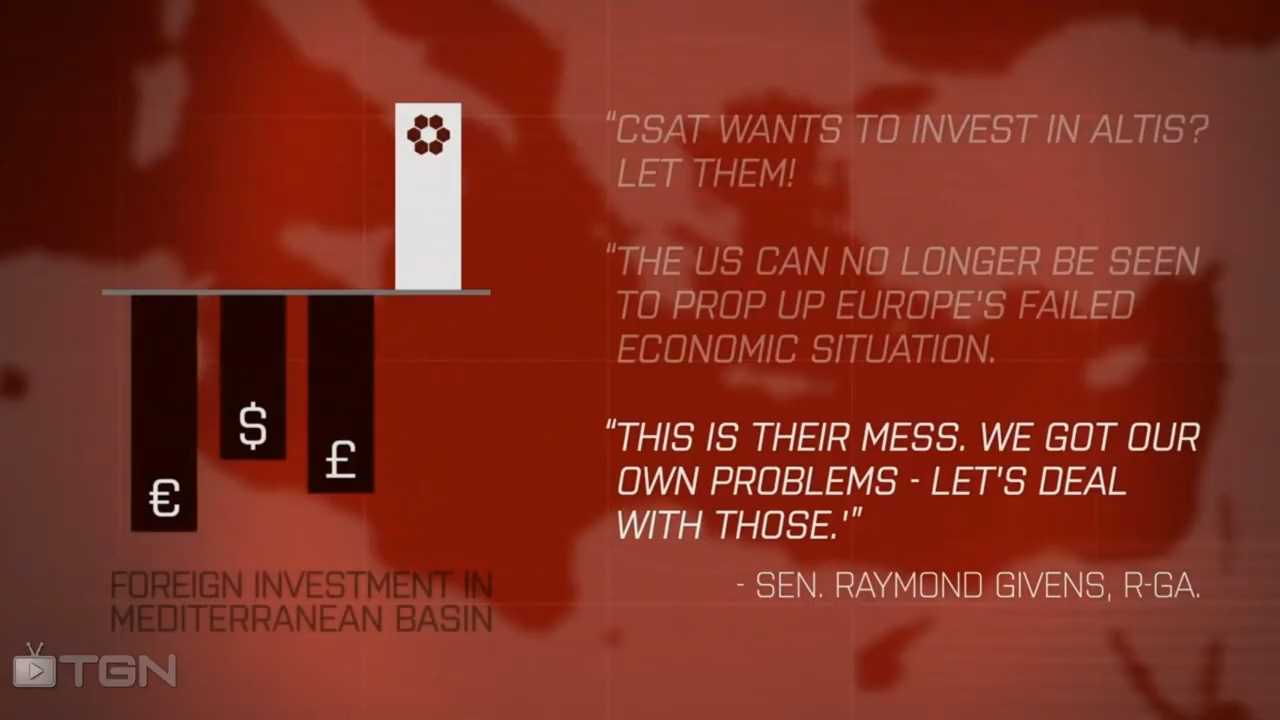 “CSAT WANTS TO INVEST IN ALTIS?
LET THEM!
“THE US CAN NO LONGER BE SEEN
TO PROP UP EUROPE'S FAILED
ECONOMIC SITUATION.
“THIS IS THEIR MESS. WE GOT OUR
OWN PROBLEMS - LET'S DEAL
WITH THOSE.'”
- SEN. RAYMOND GIVENS, R-GA.
€
$
£
FOREIGN INVESTMENT IN
MEDITERRANEAN BASIN
TGN